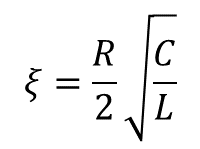 ξ = R/2 √(C/L)